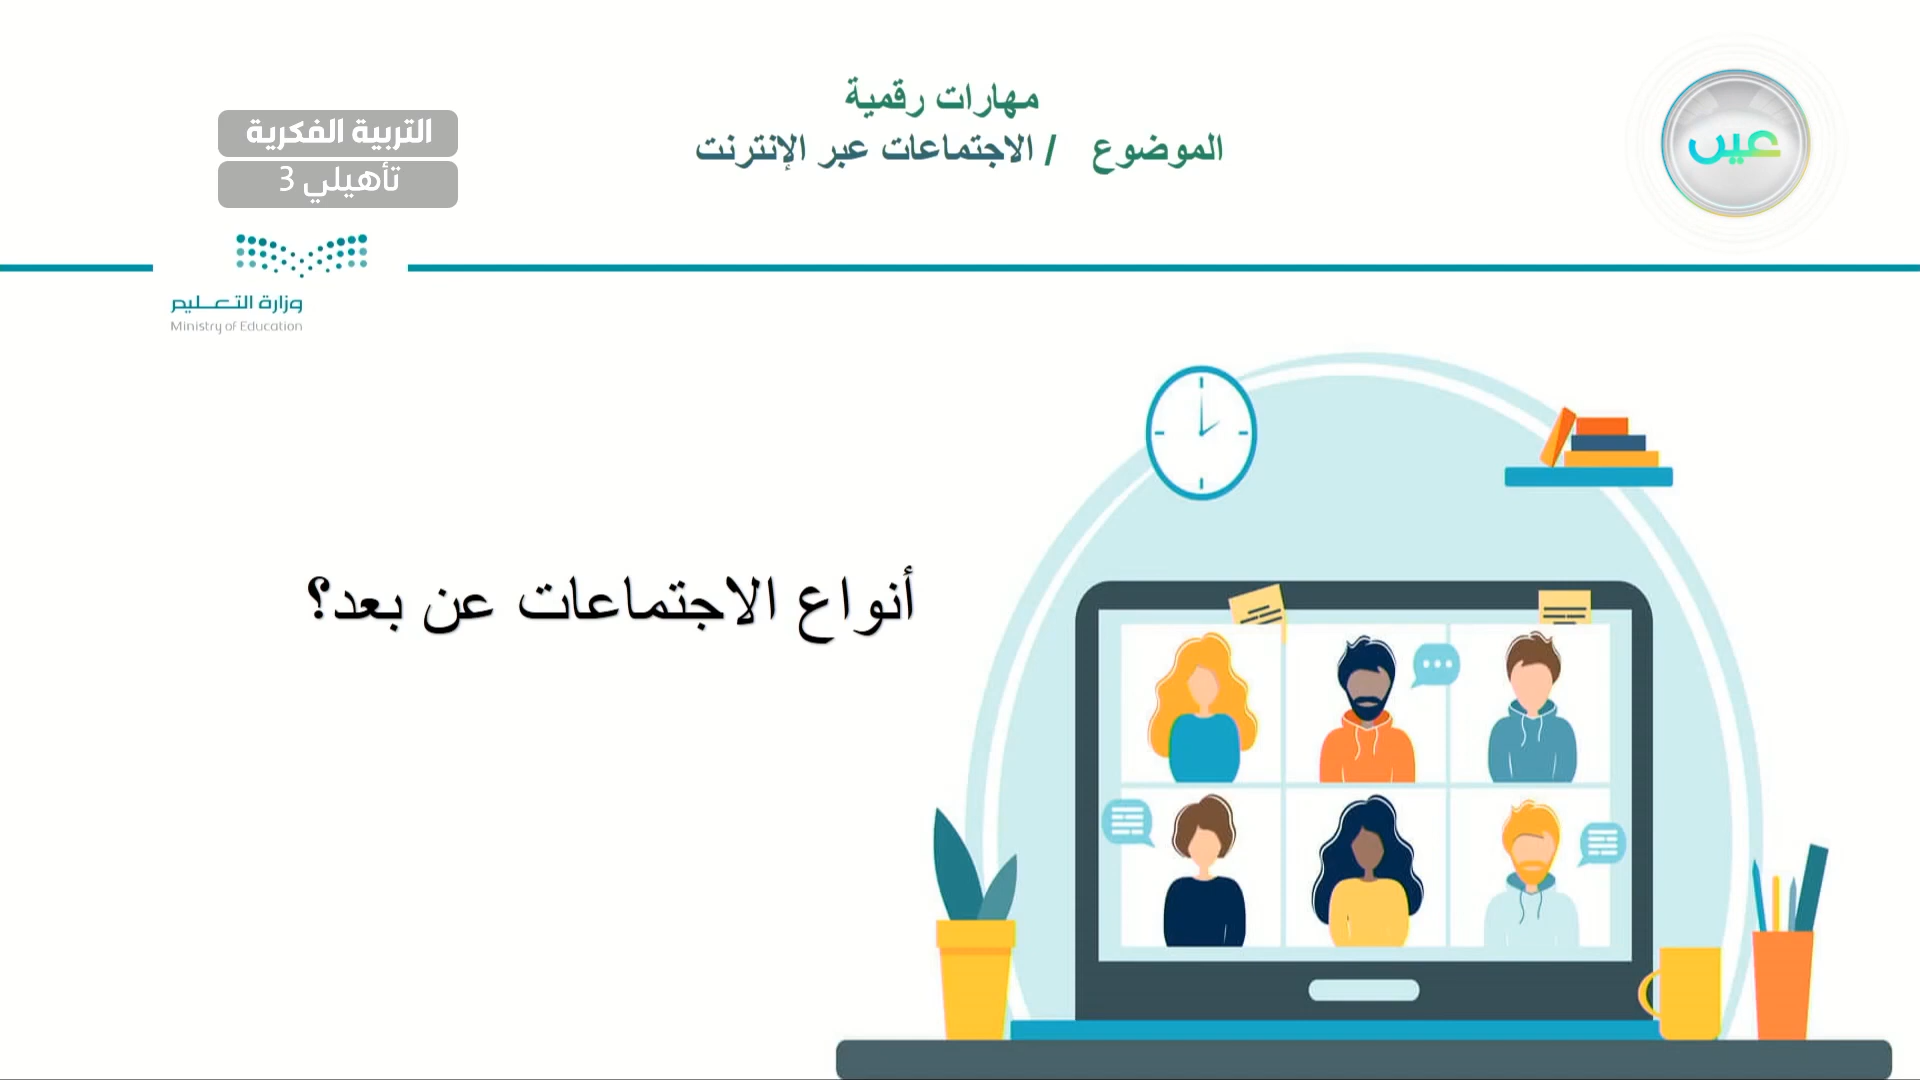 مهارات رقمية
الموضوع / الاجتماعات عبر الإنترنت
عين
التربية الفكرية
تأهيلي 3
وزارة التعليم
Ministry of Education
أنواع الاجتماعات عن بعد؟